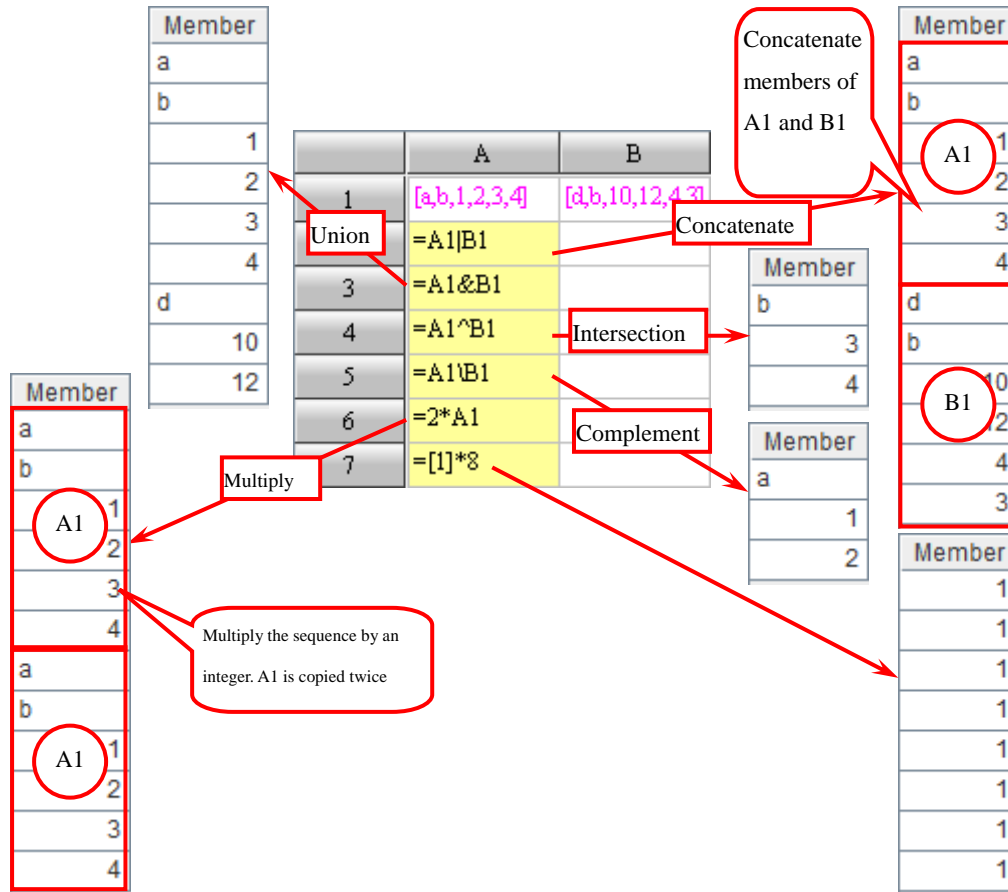 Member
a
b
1
2
3
4
d
10
12
Concatenate
members of
A1 and B1
Member
a
b
1
2
3
4
A1
d
b
10
12
4
3
B1
A B
1 [a,b,1,2,3,4] [d,b,10,12,4,3]
=A1|B1
3 =A1&B1
4 =A1^B1
5 =A1\B1
6 =2*A1
7 =[1]*8
Union
Concatenate
Intersection
Complement
Multiply
Member
b
3
4
Member
a
1
2
Member
a
b
1
2
3
4
A1
a
b
1
2
3
4
A1
Multiply the sequence by an
integer. A1 is copied twice
Member
1
1
1
1
1
1
1
1